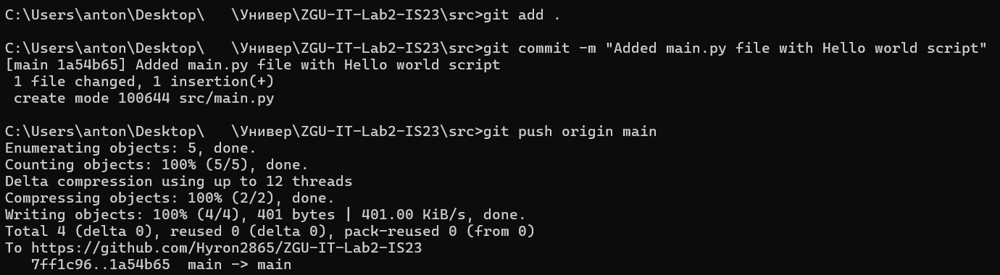 C:\Users\anton\Desktop\   \Универ\ZGU-IT-Lab2-IS23\src>git add .
C:\Users\anton\Desktop\   \Универ\ZGU-IT-Lab2-IS23\src>git commit -m "Added main.py file with Hello world script"
[main 1a54b65] Added main.py file with Hello world script
 1 file changed, 1 insertion(+)
 create mode 100644 src/main.py
C:\Users\anton\Desktop\   \Универ\ZGU-IT-Lab2-IS23\src>git push origin main
Enumerating objects: 5, done.
Counting objects: 100% (5/5), done.
Delta compression using up to 12 threads
Compressing objects: 100% (2/2), done.
Writing objects: 100% (4/4), 401 bytes | 401.00 KiB/s, done.
Total 4 (delta 0), reused 0 (delta 0), pack-reused 0 (from 0)
To https://github.com/Hyron2865/ZGU-IT-Lab2-IS23
   7ff1c96..1a54b65  main -> main